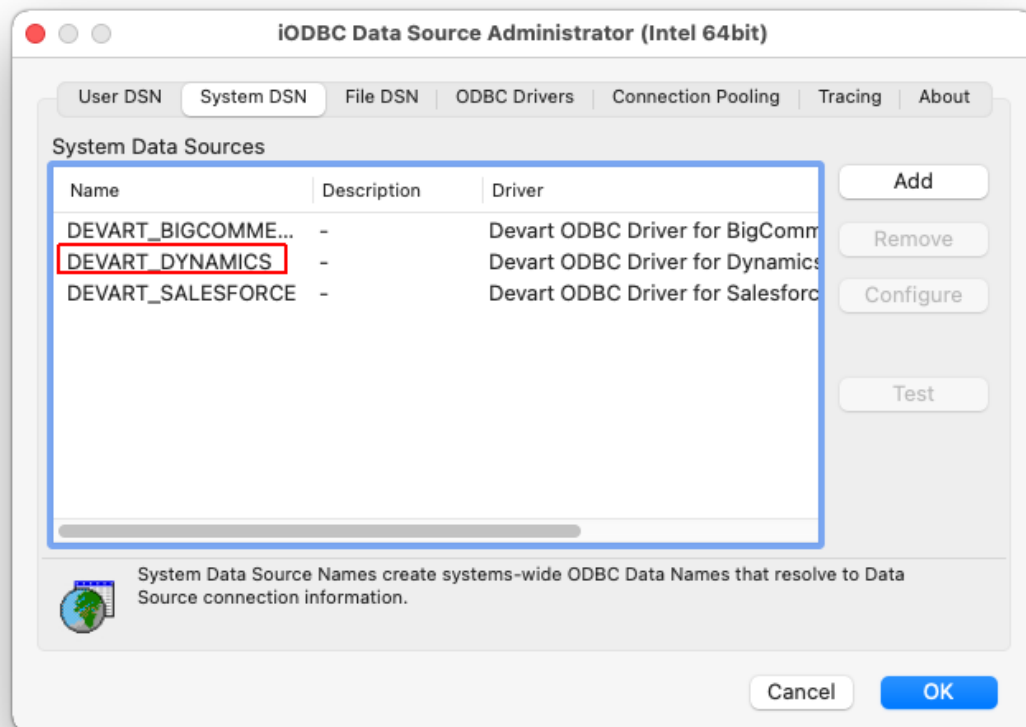 iODBC Data Source Administrator (Intel 64bit)
User DSN System DSN File DSN ODBC Drivers Connection Pooling Tracing About
System Data Sources
Name Description Driver
DEVART_BIGCOMME... - Devart ODBC Driver for BigComm
DEVART_DYNAMICS - Devart ODBC Driver for Dynamics
DEVART_SALESFORCE - Devart ODBC Driver for Salesforc
Add
Remove
Configure
Test
System Data Source Names create systems-wide ODBC Data Names that resolve to Data
Source connection information.
Cancel OK